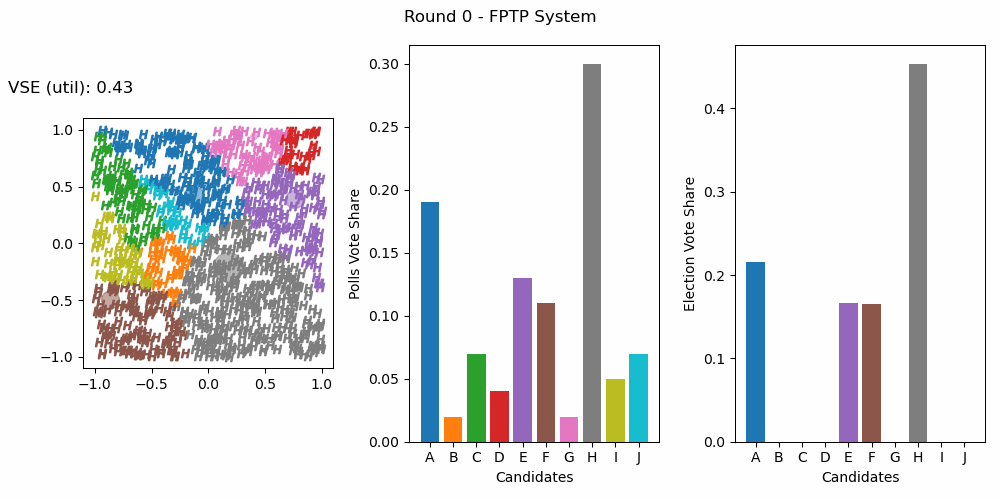 Round 0 - FPTP System
VSE (util): 0.43
1.0
0.5
0.0
−0.5
−1.0
−1.0 −0.5 0.0 0.5 1.0
Polls Vote Share
0.30
0.25
0.20
0.15
0.10
0.05
0.00
A B C D E F G H I J
Candidates
Election Vote Share
0.4
0.3
0.2
0.1
0.0
A B C D E F G H I J
Candidates